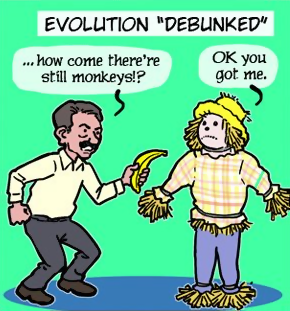 EVOLUTION "DEBUNKED"
...how come there're
still monkeys!?
OK you
got me.